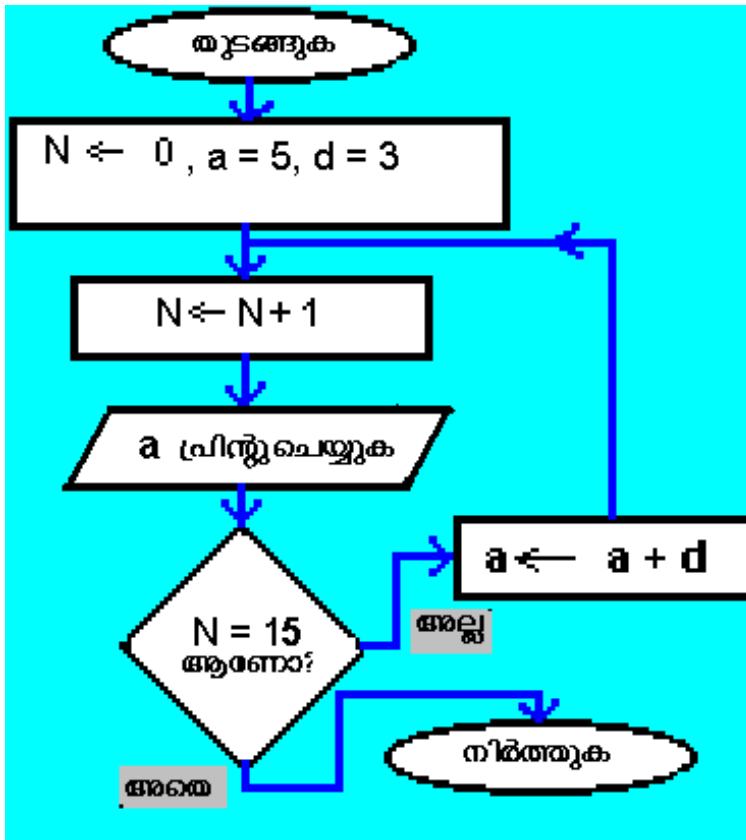 തുടങ്ങുക
N ← 0 , a = 5, d = 3
N ← N + 1
a പ്രിന്റുചെയ്യുക
a ← a + d
N = 15
ആണോ?
അല്ല
നിർത്തുക
അതെ